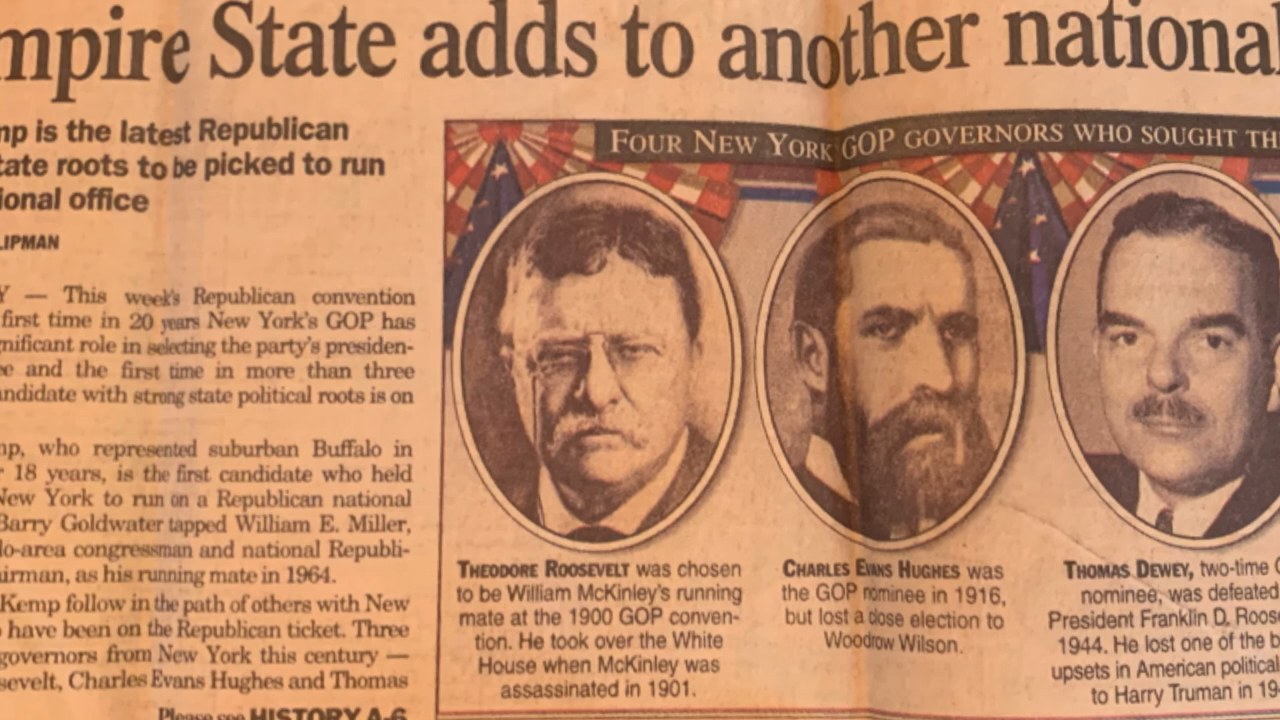 mpire State adds to another national
mp is the latest Republican
tate roots to be picked to run
ional office
LIPMAN
Y — This week's Republican convention
first time in 20 years New York's GOP has
gnificant role in selecting the party's presiden-
ee and the first time in more than three
andidate with strong state political roots is on
mp, who represented suburban Buffalo in
r 18 years, is the first candidate who held
New York to run on a Republican national
Barry Goldwater tapped William E. Miller,
lo-area congressman and national Republi-
airman, as his running mate in 1964.
Kemp follow in the path of others with New
o have been on the Republican ticket. Three
governors from New York this century —
sevelt, Charles Evans Hughes and Thomas
Please see HISTORY A-6
FOUR NEW YORK GOP GOVERNORS WHO SOUGHT TH
THEODORE ROOSEVELT was chosen
to be William McKinley's running
mate at the 1900 GOP conven-
tion. He took over the White
House when McKinley was
assassinated in 1901.
CHARLES EVANS HUGHES was
the GOP nominee in 1916,
but lost a close election to
Woodrow Wilson.
THOMAS DEWEY, two-time G
nominee, was defeated
President Franklin D. Roos
1944. He lost one of the b
upsets in American political
to Harry Truman in 19